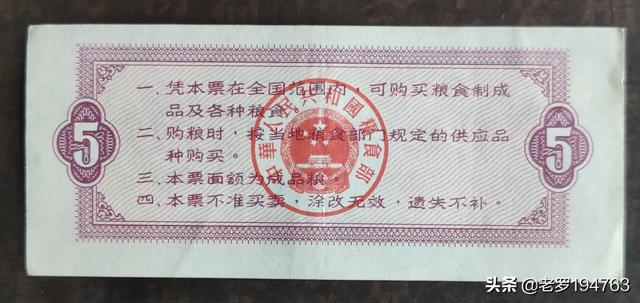 一、凭本票在全国范围内，可购买粮食制成
品及各种粮食。
二、购粮时，按当地粮食部门规定的供应品
种购买。
三、本票面额为成品粮。
四、本票不准买卖，涂改无效，遗失不补。
5
5
中華人民共和國粮食部
头条 @老罗194763